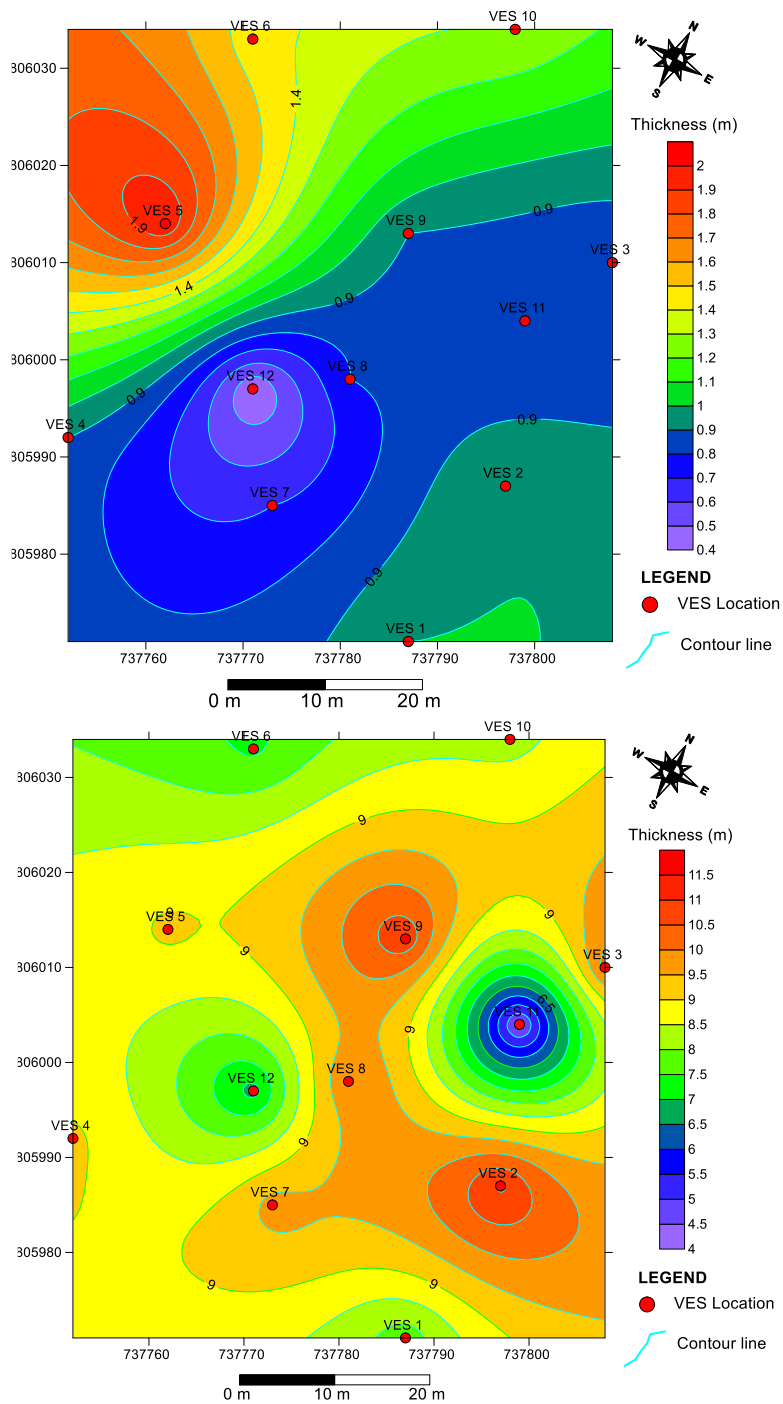 VES 6
VES 10
N
W
E
S
306030
Thickness (m)
2
1.9
1.8
1.7
1.6
1.5
1.4
1.3
1.2
1.1
1
0.9
0.8
0.7
0.6
0.5
0.4
1.4
306020
VES 5
1.9
VES 9
0.9
VES 3
306010
1.4
0.9
VES 11
306000
VES 8
VES 12
0.9
0.9
VES 4
305990
VES 2
VES 7
305980
0.9
VES 1
LEGEND
VES Location
Contour line
737760
737770
737780
737790
737800
0 m
10 m
20 m
VES 6
VES 10
N
W
E
S
306030
Thickness (m)
11.5
11
10.5
10
9.5
9
8.5
8
7.5
7
6.5
6
5.5
5
4.5
4
9
306020
9
VES 5
9
VES 9
9
VES 3
306010
6.5
VES 11
9
306000
VES 8
VES 12
VES 4
9
305990
VES 2
VES 7
305980
9
9
VES 1
LEGEND
VES Location
Contour line
737760
737770
737780
737790
737800
0 m
10 m
20 m